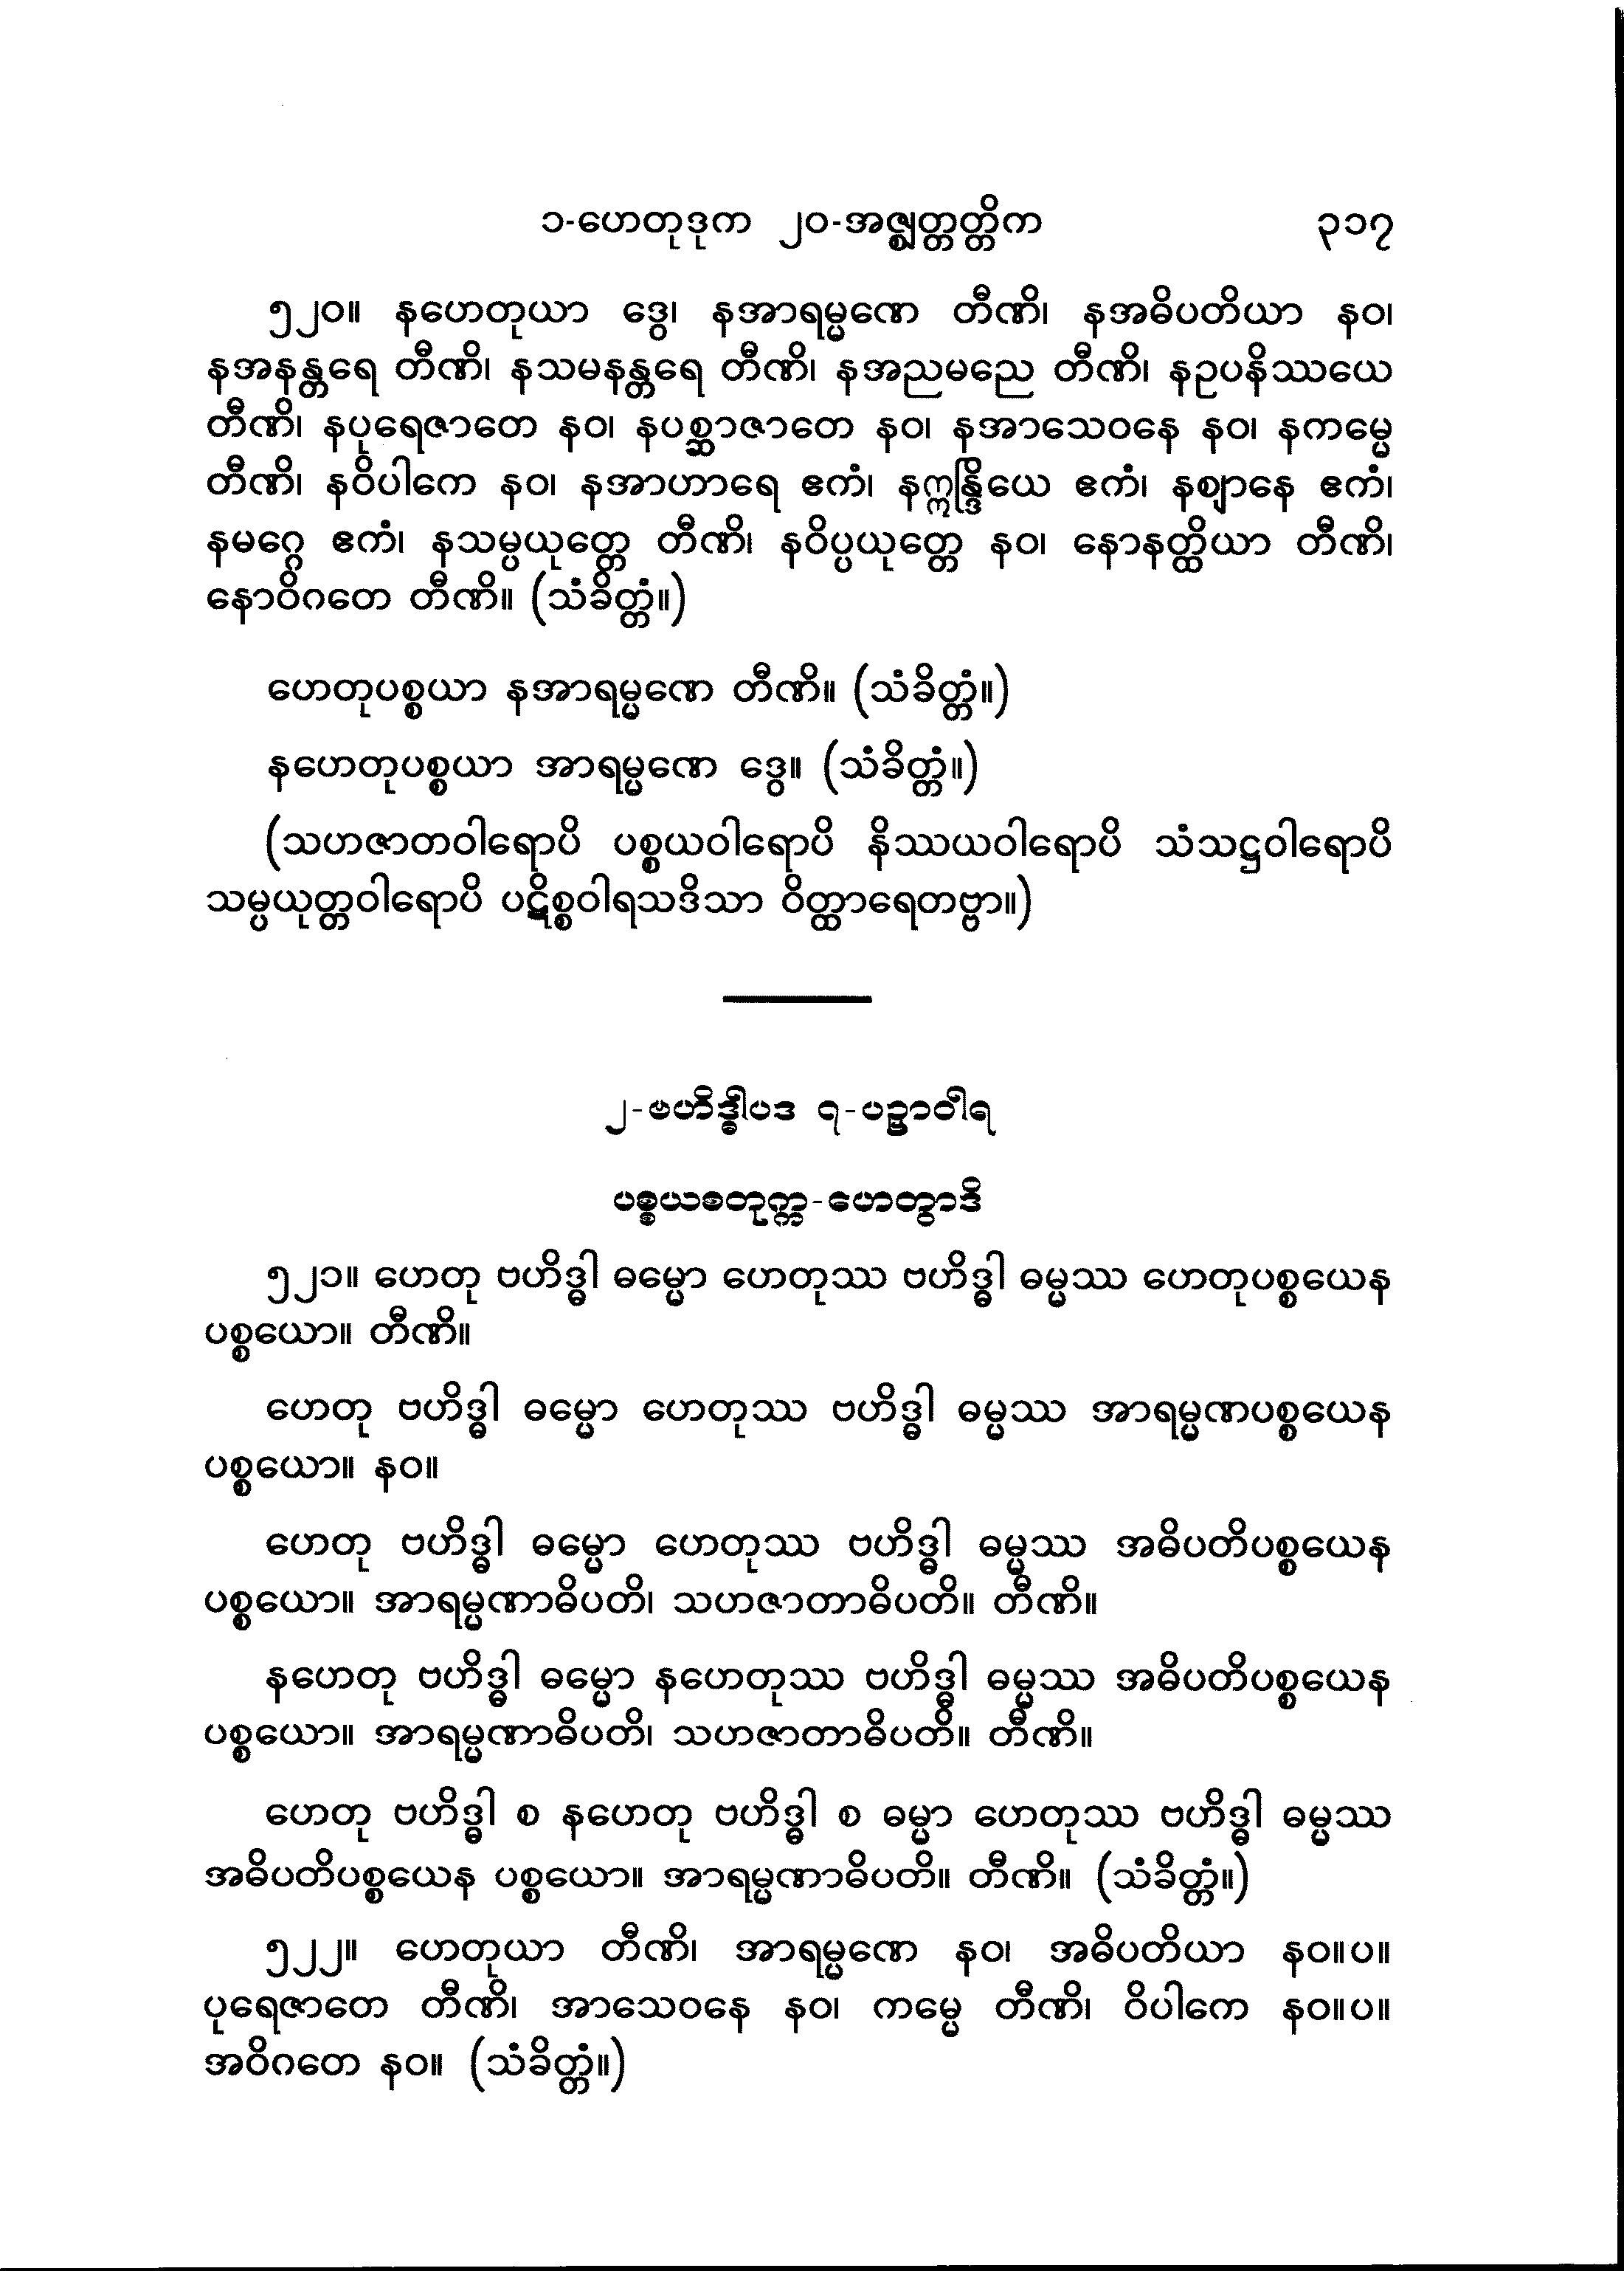 ၁-ဟေတုဒုက ၂၀-အဇ္ဈတ္တတ္တိက ၃၁၇
၅၂၀။ နဟေတုယာ ဒွေ၊ နအာရမ္မဏေ တီဏိ၊ နအဓိပတိယာ နဝ၊
နအနန္တရေ တီဏိ၊ နသမနန္တရေ တီဏိ၊ နအညမညေ တီဏိ၊ နဥပနိဿယေ
တီဏိ၊ နပုရေဇာတေ နဝ၊ နပစ္ဆာဇာတေ နဝ၊ နအာသေဝနေ နဝ၊ နကမ္မေ
တီဏိ၊ နဝိပါကေ နဝ၊ နအာဟာရေ ဧကံ၊ နဣန္ဒြိယေ ဧကံ၊ နဈာနေ ဧကံ၊
နမဂ္ဂေ ဧကံ၊ နသမ္ပယုတ္တေ တီဏိ၊ နဝိပ္ပယုတ္တေ နဝ၊ နောနတ္ထိယာ တီဏိ၊
နောဝိဂတေ တီဏိ။ (သံခိတ္တံ။)
ဟေတုပစ္စယာ နအာရမ္မဏေ တီဏိ။ (သံခိတ္တံ။)
နဟေတုပစ္စယာ အာရမ္မဏေ ဒွေ။ (သံခိတ္တံ။)
(သဟဇာတဝါရောပိ ပစ္စယဝါရောပိ နိဿယဝါရောပိ သံသဋ္ဌဝါရောပိ
သမ္ပယုတ္တဝါရောပိ ပဋိစ္စဝါရသဒိသာ ဝိတ္ထာရေတဗ္ဗာ။)
၂-ဗဟိဒ္ဓါပဒ ၇-ပဉှာဝါရ
ပစ္စယစတုက္က-ဟေတွာဒိ
၅၂၁။ ဟေတု ဗဟိဒ္ဓါ ဓမ္မော ဟေတုဿ ဗဟိဒ္ဓါ ဓမ္မဿ ဟေတုပစ္စယေန
ပစ္စယော။ တီဏိ။
ဟေတု ဗဟိဒ္ဓါ ဓမ္မော ဟေတုဿ ဗဟိဒ္ဓါ ဓမ္မဿ အာရမ္မဏပစ္စယေန
ပစ္စယော။ နဝ။
ဟေတု ဗဟိဒ္ဓါ ဓမ္မော ဟေတုဿ ဗဟိဒ္ဓါ ဓမ္မဿ အဓိပတိပစ္စယေန
ပစ္စယော။ အာရမ္မဏာဓိပတိ၊ သဟဇာတာဓိပတိ။ တီဏိ။
နဟေတု ဗဟိဒ္ဓါ ဓမ္မော နဟေတုဿ ဗဟိဒ္ဓါ ဓမ္မဿ အဓိပတိပစ္စယေန
ပစ္စယော။ အာရမ္မဏာဓိပတိ၊ သဟဇာတာဓိပတိ။ တီဏိ။
ဟေတု ဗဟိဒ္ဓါ စ နဟေတု ဗဟိဒ္ဓါ စ ဓမ္မာ ဟေတုဿ ဗဟိဒ္ဓါ ဓမ္မဿ
အဓိပတိပစ္စယေန ပစ္စယော။ အာရမ္မဏာဓိပတိ။ တီဏိ။ (သံခိတ္တံ။)
၅၂၂။ ဟေတုယာ တီဏိ၊ အာရမ္မဏေ နဝ၊ အဓိပတိယာ နဝ။ပ။
ပုရေဇာတေ တီဏိ၊ အာသေဝနေ နဝ၊ ကမ္မေ တီဏိ၊ ဝိပါကေ နဝ။ပ။
အဝိဂတေ နဝ။ (သံခိတ္တံ။)